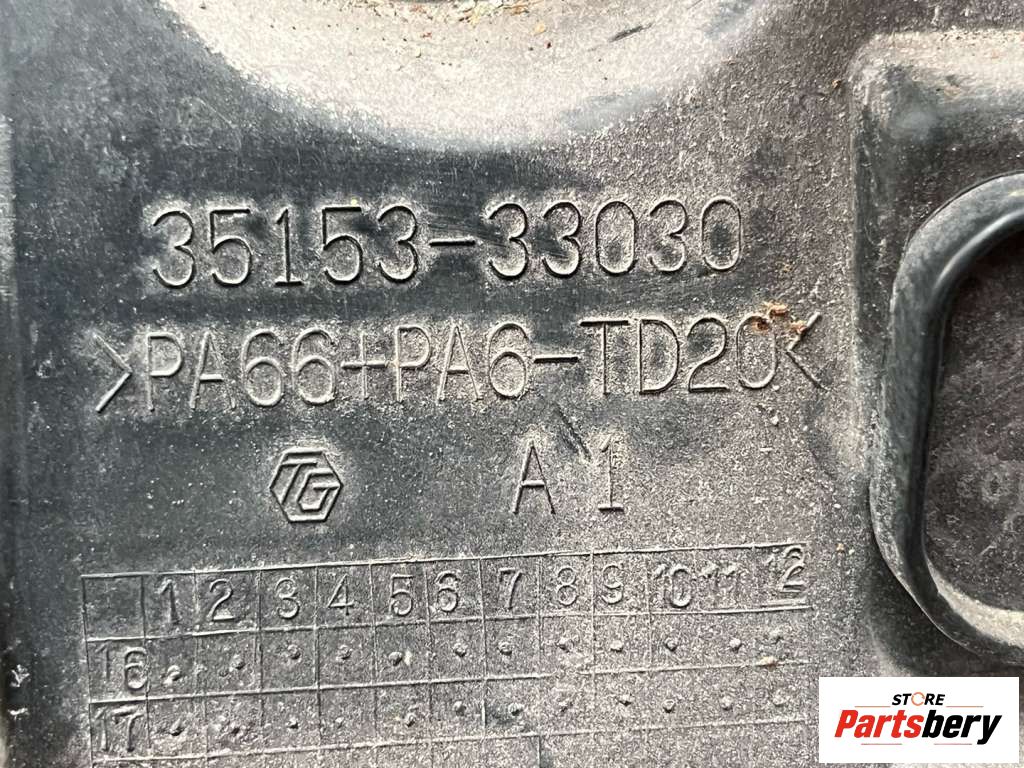 35153-33030
>PA66+PA6-TD20<
TG A1
1 2 3 4 5 6 7 8 9 10 11 12
16
17
STORE
Partsbery